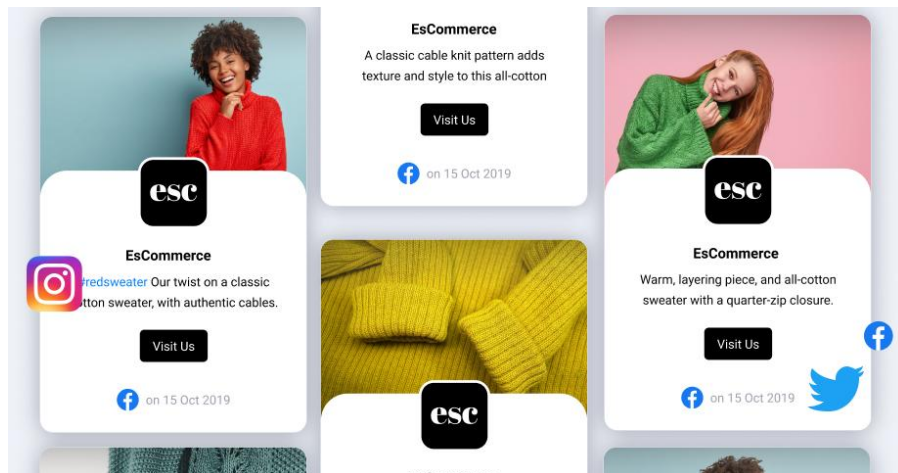 esc
EsCommerce
#redsweater Our twist on a classic
cotton sweater, with authentic cables.
Visit Us
on 15 Oct 2019
EsCommerce
A classic cable knit pattern adds
texture and style to this all-cotton
Visit Us
on 15 Oct 2019
esc
esc
EsCommerce
Warm, layering piece, and all-cotton
sweater with a quarter-zip closure.
Visit Us
on 15 Oct 2019